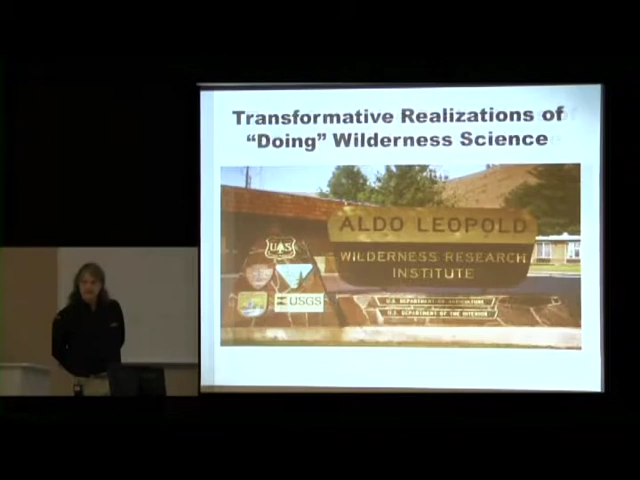 Transformative Realizations of
“Doing” Wilderness Science
ALDO LEOPOLD
WILDERNESS RESEARCH
INSTITUTE
UAS
USGS
U.S. DEPARTMENT OF AGRICULTURE
U.S. DEPARTMENT OF THE INTERIOR